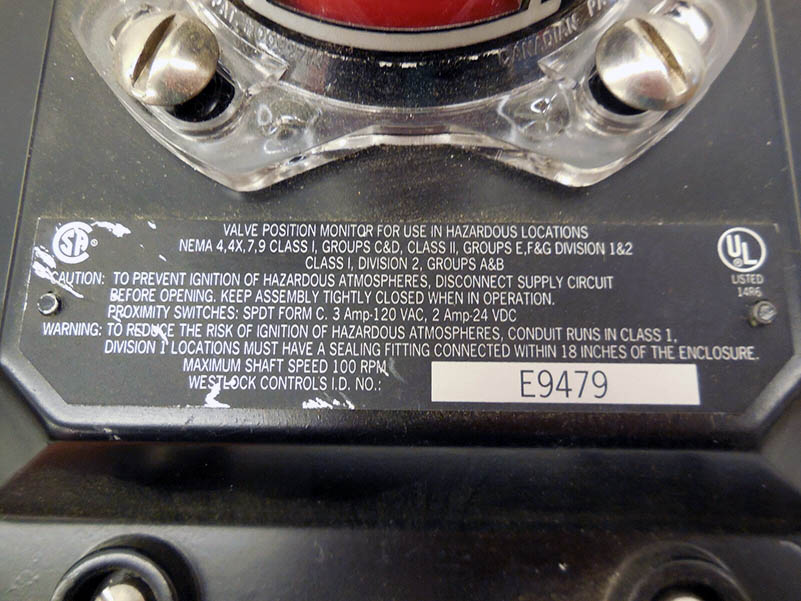 CANADIAN PA
SA
VALVE POSITION MONITOR FOR USE IN HAZARDOUS LOCATIONS
NEMA 4,4X,7,9 CLASS I, GROUPS C&D, CLASS II, GROUPS E,F&G DIVISION 1&2
CLASS I, DIVISION 2, GROUPS A&B
UL
LISTED
14R6
CAUTION: TO PREVENT IGNITION OF HAZARDOUS ATMOSPHERES, DISCONNECT SUPPLY CIRCUIT
BEFORE OPENING. KEEP ASSEMBLY TIGHTLY CLOSED WHEN IN OPERATION.
PROXIMITY SWITCHES: SPDT FORM C. 3 Amp-120 VAC, 2 Amp-24 VDC
WARNING: TO REDUCE THE RISK OF IGNITION OF HAZARDOUS ATMOSPHERES, CONDUIT RUNS IN CLASS 1,
DIVISION 1 LOCATIONS MUST HAVE A SEALING FITTING CONNECTED WITHIN 18 INCHES OF THE ENCLOSURE.
MAXIMUM SHAFT SPEED 100 RPM
WESTLOCK CONTROLS I.D. NO.: E9479